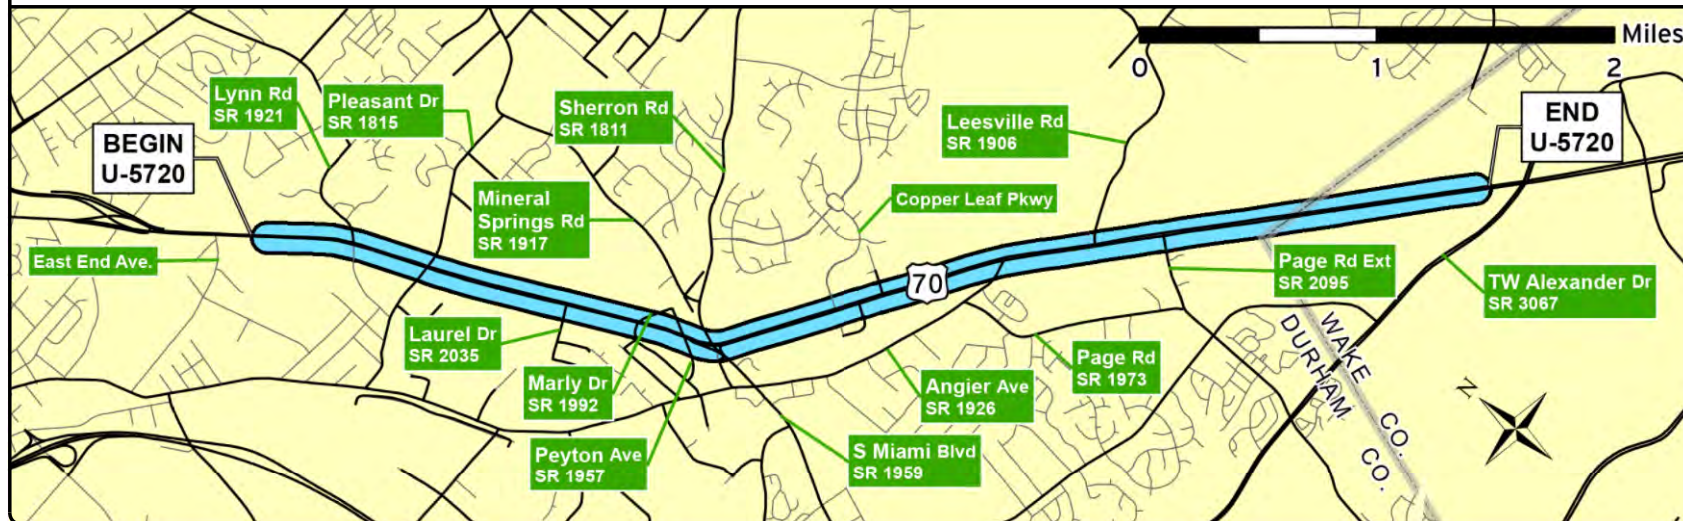 Miles
0 1 2
Lynn Rd
SR 1921
Pleasant Dr
SR 1815
Sherron Rd
SR 1811
Leesville Rd
SR 1906
END
U-5720
BEGIN
U-5720
Mineral
Springs Rd
SR 1917
Copper Leaf Pkwy
East End Ave.
70
Page Rd Ext
SR 2095
TW Alexander Dr
SR 3067
Laurel Dr
SR 2035
Marly Dr
SR 1992
Peyton Ave
SR 1957
S Miami Blvd
SR 1959
Angier Ave
SR 1926
Page Rd
SR 1973
WAKE CO.
DURHAM CO.
N